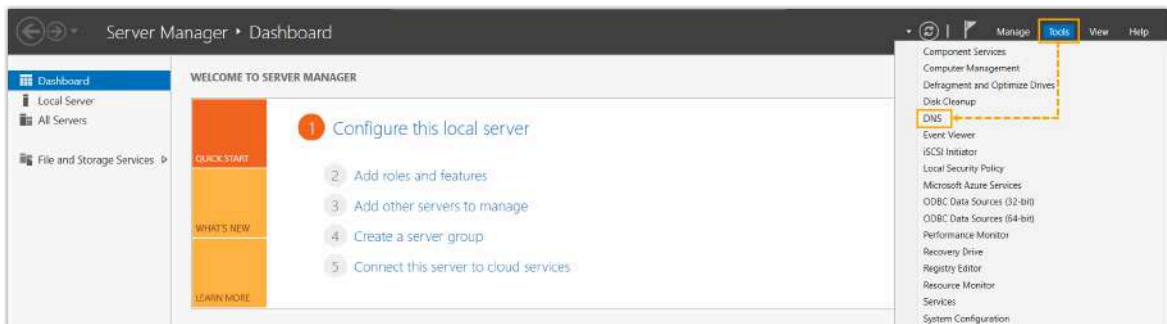 Server Manager • Dashboard
Manage Tools View Help
Dashboard
Local Server
All Servers
File and Storage Services
WELCOME TO SERVER MANAGER
QUICK START
WHAT'S NEW
LEARN MORE
1 Configure this local server
2 Add roles and features
3 Add other servers to manage
4 Create a server group
5 Connect this server to cloud services
Component Services
Computer Management
Defragment and Optimize Drives
Disk Cleanup
DNS
Event Viewer
iSCSI Initiator
Local Security Policy
Microsoft Azure Services
ODBC Data Sources (32-bit)
ODBC Data Sources (64-bit)
Performance Monitor
Recovery Drive
Registry Editor
Resource Monitor
Services
System Configuration